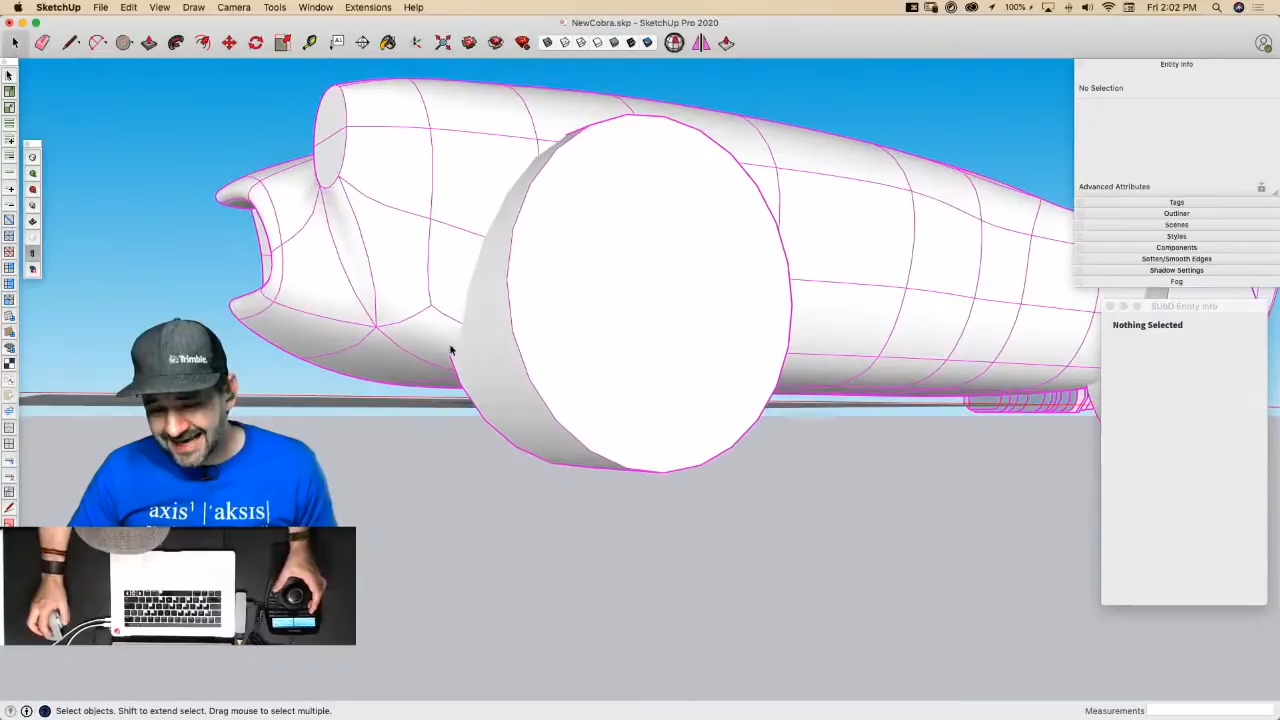 SketchUp File Edit View Draw Camera Tools Window Extensions Help
100% Fri 2:02 PM
NewCobra.skp - SketchUp Pro 2020
Entity Info
No Selection
Advanced Attributes
Tags
Outliner
Scenes
Styles
Components
Soften/Smooth Edges
Shadow Settings
Fog
SUbD Entity Info
Nothing Selected
Trimble
axis¹ |ˈaksɪs|
Select objects. Shift to extend select. Drag mouse to select multiple.
Measurements